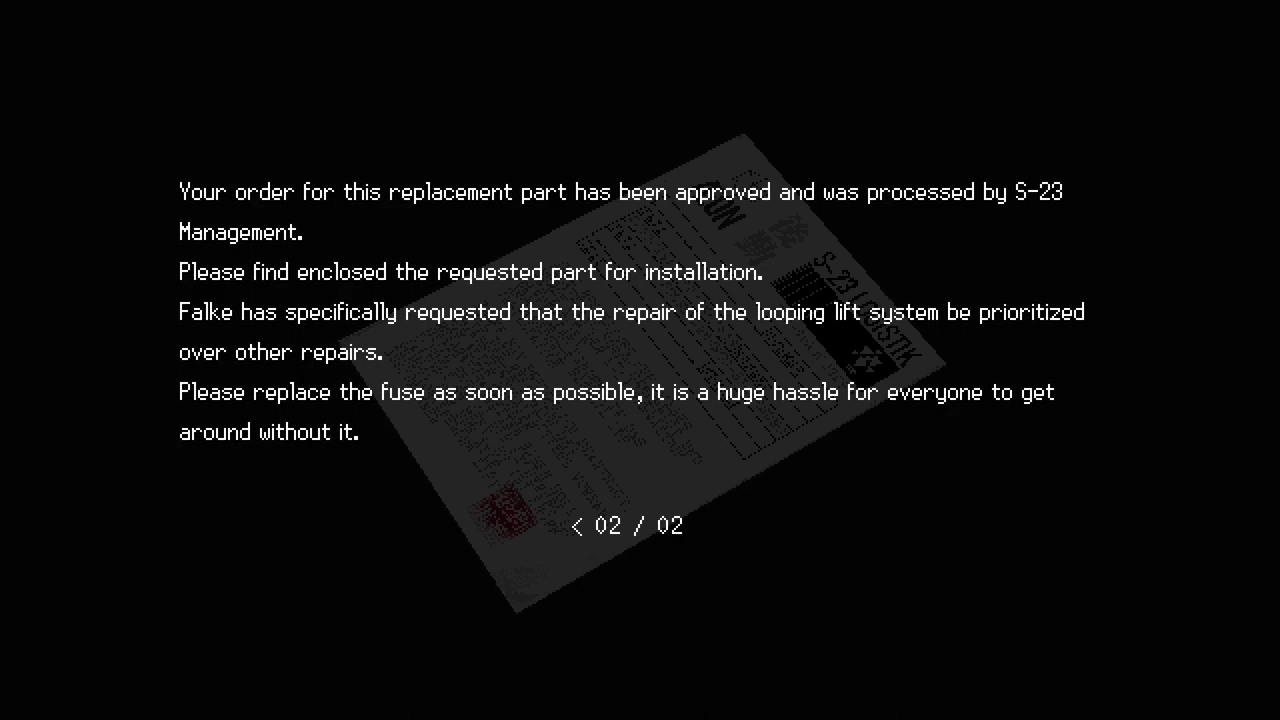 Your order for this replacement part has been approved and was processed by S-23
Management.
Please find enclosed the requested part for installation.
Falke has specifically requested that the repair of the looping lift system be prioritized
over other repairs.
Please replace the fuse as soon as possible, it is a huge hassle for everyone to get
around without it.
< 02 / 02
S-23 LOGISTIK